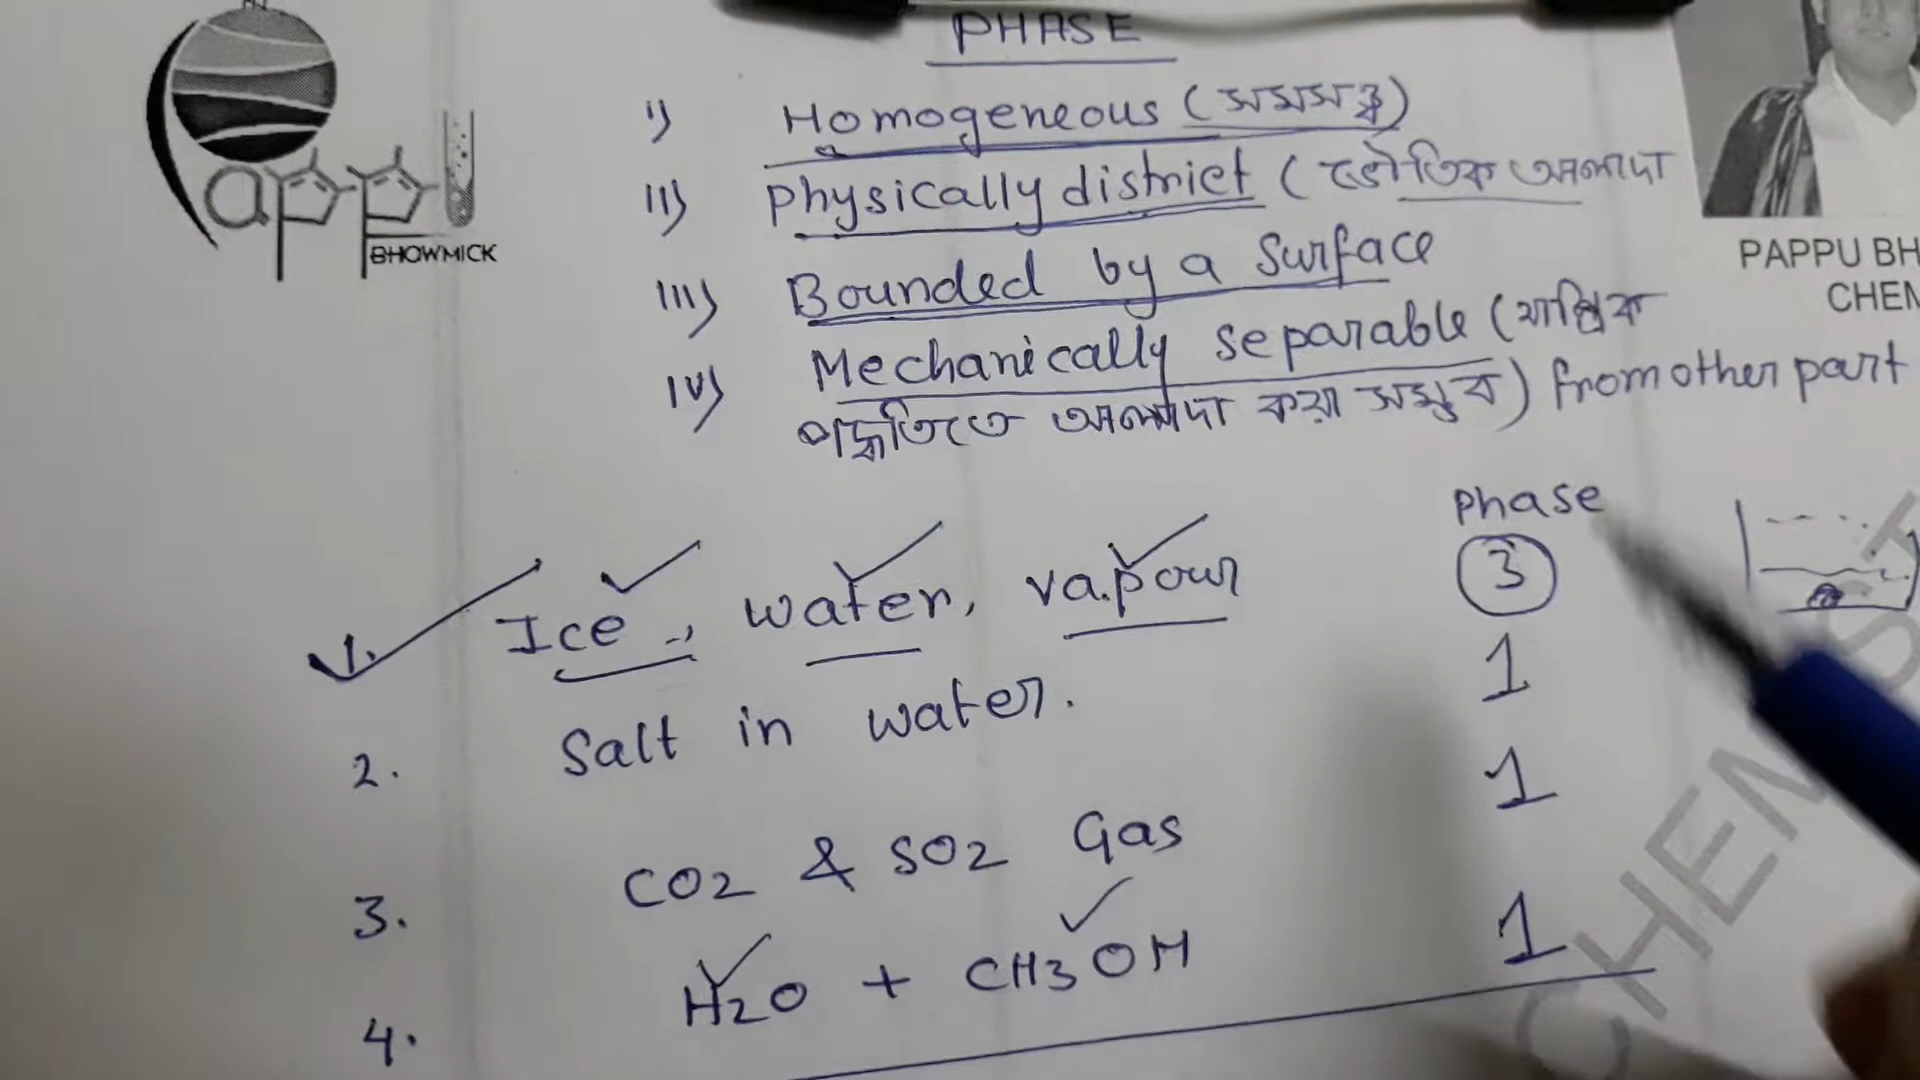 PHASE
i) Homogeneous (সমসত্ত্ব)
ii) Physically district (ভৌতিক আলাদা
BHOWMICK
iii) Bounded by a surface
PAPPU BH
CHEM
iv) Mechanically separable (যান্ত্রিক
পদ্ধতিতে আলাদা করা সম্ভব) from other part
Phase
1. Ice, water, vapour 3
2. Salt in water. 1
3. CO2 & SO2 Gas 1
4. H2O + CH3OH 1
CHEMIST